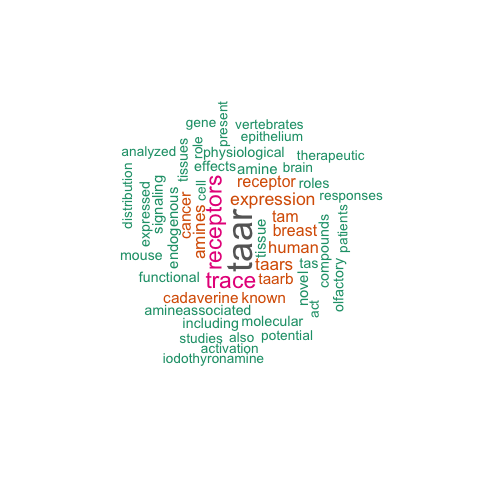 present
gene
vertebrates
epithelium
role
analyzed
tissues
physiological
therapeutic
effects
amine
brain
distribution
expressed
signaling
endogenous
cancer
cell
receptors
receptor
roles
expression
responses
amines
taar
tissue
tam
breast
human
compounds
patients
mouse
taars
tas
functional
trace
taarb
novel
olfactory
cadaverine
known
act
amineassociated
including
molecular
studies
also
potential
activation
iodothyronamine